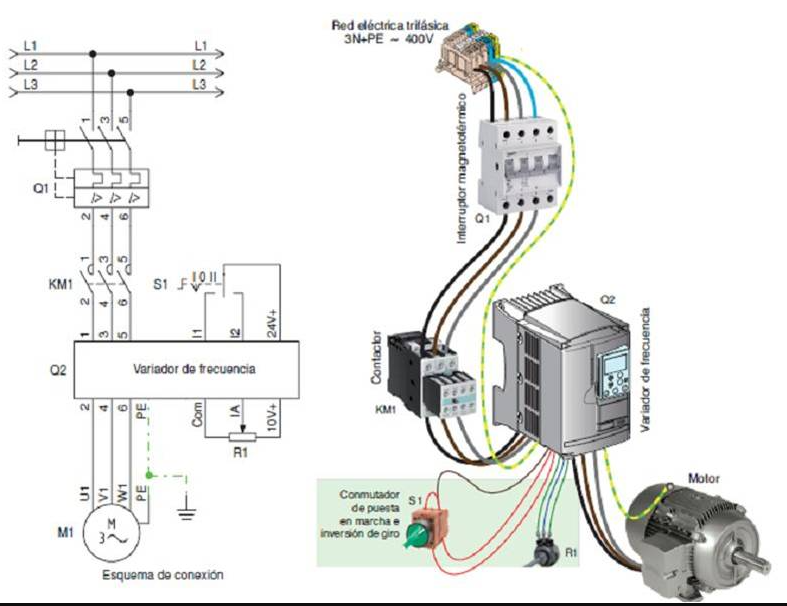 L1 L1
L2 L2
L3 L3
1 3 5
Q1
2 4 6
1 3 5
KM1
2 4 6
S1 I 0 II
1 3 5 I1 I2 24V+
Q2 Variador de frecuencia
2 4 6 PE Com IA 10V+
R1
U1 V1 W1 PE
M1 M
3
Esquema de conexión
Red eléctrica trifásica
3N+PE ~ 400V
Interruptor magnetotérmico
Q1
Contactor
KM1
Q2
Variador de frecuencia
Conmutador
de puesta
en marcha e
inversión de giro
S1
R1
Motor